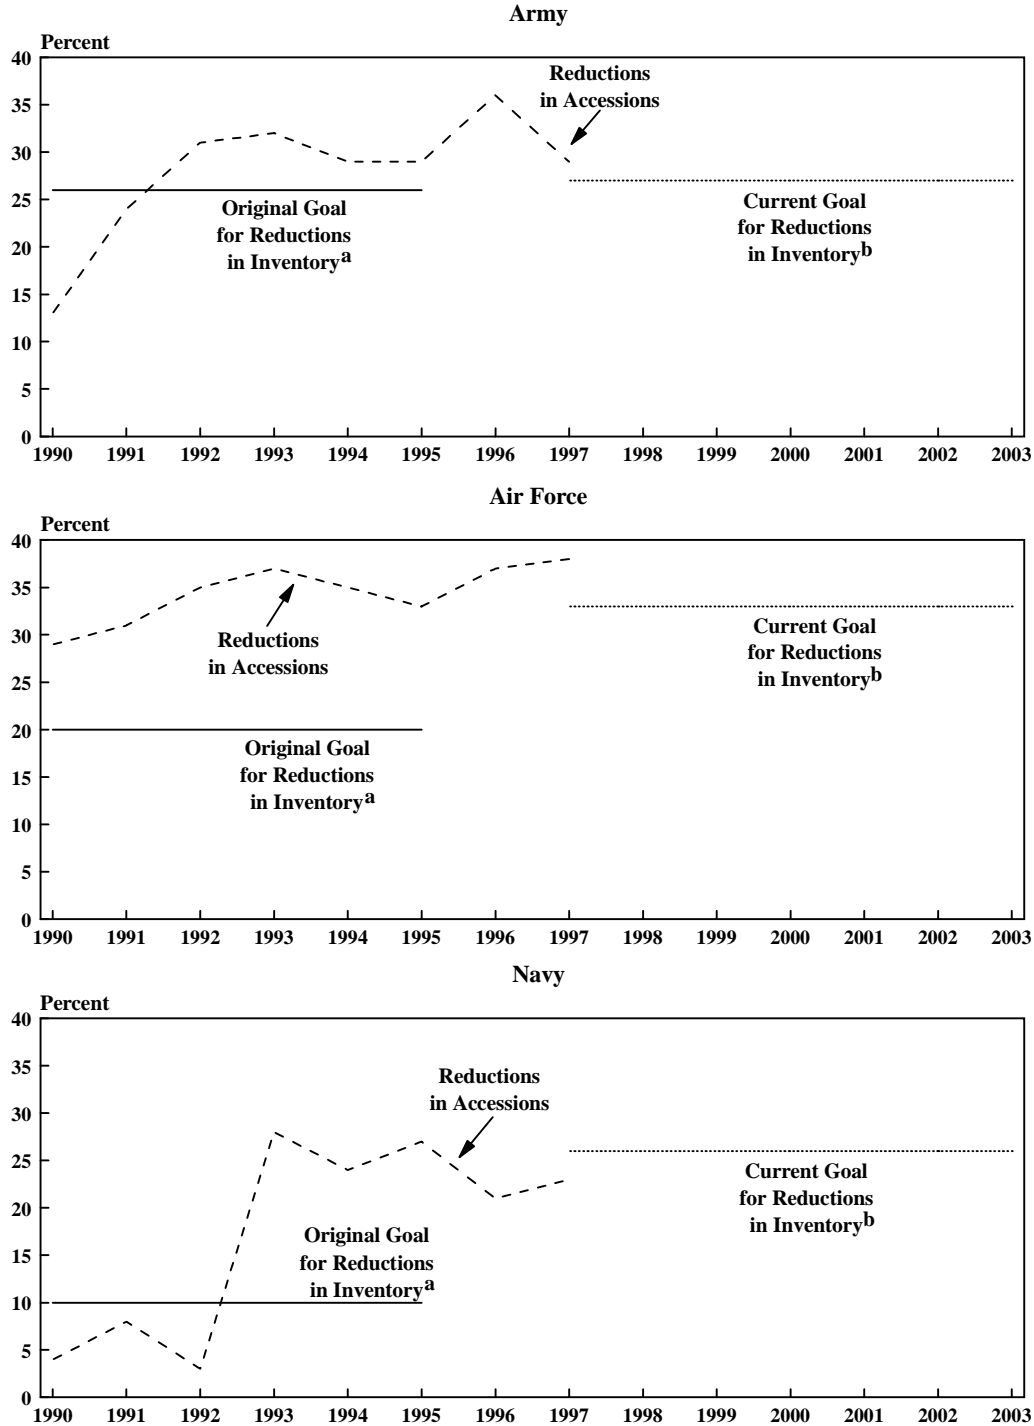 Army
Percent
40
35
30
25
20
15
10
5
0
Reductions
in Accessions
Original Goal
for Reductions
in Inventorya
Current Goal
for Reductions
in Inventoryb
1990 1991 1992 1993 1994 1995 1996 1997 1998 1999 2000 2001 2002 2003
Air Force
Percent
40
35
30
25
20
15
10
5
0
Reductions
in Accessions
Current Goal
for Reductions
in Inventoryb
Original Goal
for Reductions
in Inventorya
1990 1991 1992 1993 1994 1995 1996 1997 1998 1999 2000 2001 2002 2003
Navy
Percent
40
35
30
25
20
15
10
5
0
Reductions
in Accessions
Current Goal
for Reductions
in Inventoryb
Original Goal
for Reductions
in Inventorya
1990 1991 1992 1993 1994 1995 1996 1997 1998 1999 2000 2001 2002 2003